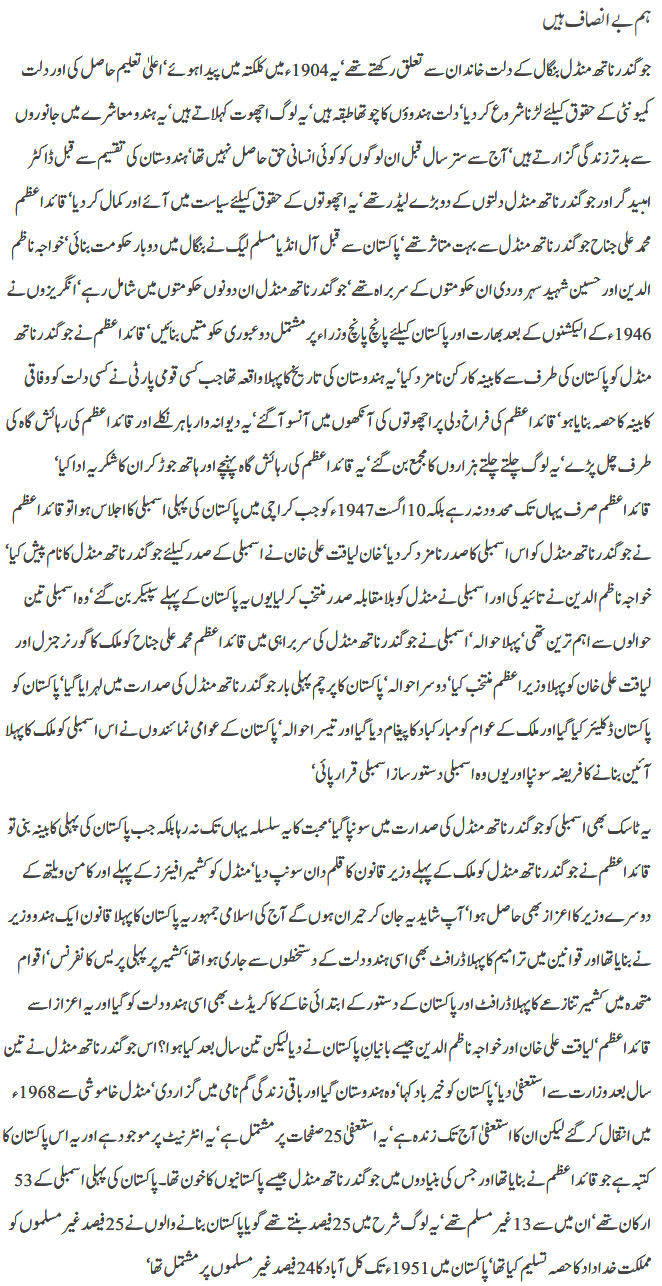 ہم بے انصاف ہیں
جوگندر ناتھ منڈل بنگال کے دلت خاندان سے تعلق رکھتے تھے‘ یہ 1904ء میں کلکتہ میں پیدا ہوئے‘ اعلیٰ تعلیم حاصل کی اور دلت
کمیونٹی کے حقوق کیلئے لڑنا شروع کر دیا‘ دلت ہندوؤں کا چوتھا طبقہ ہیں‘ یہ لوگ اچھوت کہلاتے ہیں‘ یہ ہندو معاشرے میں جانوروں
سے بدتر زندگی گزارتے ہیں‘ آج سے ستر سال قبل ان لوگوں کو کوئی انسانی حق حاصل نہیں تھا‘ ہندوستان کی تقسیم سے قبل ڈاکٹر
امبیدگر اور جوگندر ناتھ منڈل دلتوں کے دو بڑے لیڈر تھے‘ یہ اچھوتوں کے حقوق کیلئے سیاست میں آئے اور کمال کر دیا‘ قائداعظم
محمد علی جناح جوگندر ناتھ منڈل سے بہت متاثر تھے‘ پاکستان سے قبل آل انڈیا مسلم لیگ نے بنگال میں دو بار حکومت بنائی‘ خواجہ ناظم
الدین اور حسین شہید سہروردی ان حکومتوں کے سربراہ تھے‘ جوگندر ناتھ منڈل ان دونوں حکومتوں میں شامل رہے‘ انگریزوں نے
1946ء کے الیکشنوں کے بعد بھارت اور پاکستان کیلئے پانچ پانچ وزراء پر مشتمل دو عبوری حکومتیں بنائیں‘ قائداعظم نے جوگندر ناتھ
منڈل کو پاکستان کی طرف سے کابینہ کا رکن نامزد کیا‘ یہ ہندوستان کی تاریخ کا پہلا واقعہ تھا جب کسی قومی پارٹی نے کسی دلت کو وفاقی
کابینہ کا حصہ بنایا ہو‘ قائداعظم کی فراخ دلی پر اچھوتوں کی آنکھوں میں آنسو آ گئے‘ یہ دیوانہ وار باہر نکلے اور قائداعظم کی رہائش گاہ کی
طرف چل پڑے‘ یہ لوگ چلتے چلتے ہزاروں کا مجمع بن گئے‘ یہ قائداعظم کی رہائش گاہ پہنچے اور ہاتھ جوڑ کر ان کا شکریہ ادا کیا‘
قائداعظم صرف یہاں تک محدود نہ رہے بلکہ 10 اگست 1947ء کو جب کراچی میں پاکستان کی پہلی اسمبلی کا اجلاس ہوا تو قائداعظم
نے جوگندر ناتھ منڈل کو اس اسمبلی کا صدر نامزد کر دیا‘ خان لیاقت علی خان نے اسمبلی کے صدر کیلئے جوگندر ناتھ منڈل کا نام پیش کیا‘
خواجہ ناظم الدین نے تائید کی اور اسمبلی نے منڈل کو بلا مقابلہ صدر منتخب کر لیا یوں یہ پاکستان کے پہلے سپیکر بن گئے‘ وہ اسمبلی تین
حوالوں سے اہم ترین تھی‘ پہلا حوالہ‘ اسمبلی نے جوگندر ناتھ منڈل کی سربراہی میں قائداعظم محمد علی جناح کو ملک کا گورنر جنرل اور
لیاقت علی خان کو پہلا وزیراعظم منتخب کیا‘ دوسرا حوالہ‘ پاکستان کا پرچم پہلی بار جوگندر ناتھ منڈل کی صدارت میں لہرایا گیا‘ پاکستان کو
پاکستان ڈکلیئر کیا گیا اور ملک کے عوام کو مبارکباد کا پیغام دیا گیا اور تیسرا حوالہ‘ پاکستان کے عوامی نمائندوں نے اس اسمبلی کو ملک کا پہلا
آئین بنانے کا فریضہ سونپا اور یوں وہ اسمبلی دستور ساز اسمبلی قرار پائی‘
یہ ٹاسک بھی اسمبلی کو جوگندر ناتھ منڈل کی صدارت میں سونپا گیا‘ محبت کا یہ سلسلہ یہاں تک نہ رہا بلکہ جب پاکستان کی پہلی کابینہ بنی تو
قائداعظم نے جوگندر ناتھ منڈل کو ملک کے پہلے وزیر قانون کا قلم دان سونپ دیا‘ منڈل کو کشمیر افیئرز کے پہلے اور کامن ویلتھ کے
دوسرے وزیر کا اعزاز بھی حاصل ہوا‘ آپ شاید یہ جان کر حیران ہوں گے آج کی اسلامی جمہوریہ پاکستان کا پہلا قانون ایک ہندو وزیر
نے بنایا تھا اور قوانین میں ترامیم کا پہلا ڈرافٹ بھی اسی ہندو دلت کے دستخطوں سے جاری ہوا تھا‘ کشمیر پر پہلی پریس کانفرنس‘ اقوام
متحدہ میں کشمیر تنازعے کا پہلا ڈرافٹ اور پاکستان کے دستور کے ابتدائی خاکے کا کریڈٹ بھی اسی ہندو دلت کو گیا اور یہ اعزاز اسے
قائداعظم‘ لیاقت علی خان اور خواجہ ناظم الدین جیسے بانیان پاکستان نے دیا لیکن تین سال بعد کیا ہوا؟ اس جوگندر ناتھ منڈل نے تین
سال بعد وزارت سے استعفیٰ دیا‘ پاکستان کو خیر باد کہا‘ وہ ہندوستان گیا اور باقی زندگی گم نامی میں گزار دی‘ منڈل خاموشی سے 1968ء
میں انتقال کر گئے لیکن ان کا استعفیٰ آج تک زندہ ہے‘ یہ استعفیٰ 25 صفحات پر مشتمل ہے‘ یہ انٹرنیٹ پر موجود ہے اور یہ اس پاکستان کا
کتبہ ہے جو قائداعظم نے بنایا تھا اور جس کی بنیادوں میں جوگندر ناتھ منڈل جیسے پاکستانیوں کا خون تھا۔ پاکستان کی پہلی اسمبلی کے 53
ارکان تھے‘ ان میں سے 13 غیر مسلم تھے‘ یہ لوگ شرح میں 25 فیصد بنتے تھے گویا پاکستان بنانے والوں نے 25 فیصد غیر مسلموں کو
مملکت خداداد کا حصہ تسلیم کیا تھا‘ پاکستان میں 1951ء تک کل آباد کا 24 فیصد غیر مسلموں پر مشتمل تھا‘